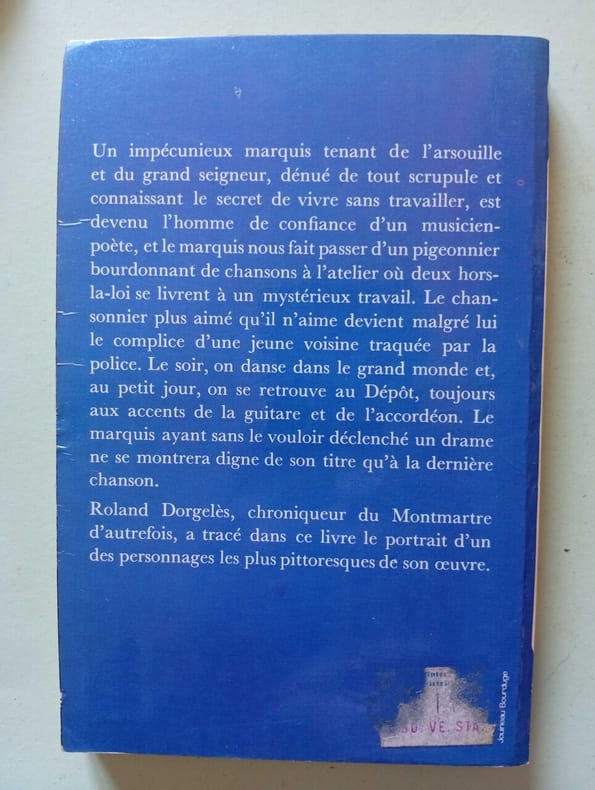 Un impécunieux marquis tenant de l'arsouille
et du grand seigneur, dénué de tout scrupule et
connaissant le secret de vivre sans travailler, est
devenu l'homme de confiance d'un musicien-
poète, et le marquis nous fait passer d'un pigeonnier
bourdonnant de chansons à l'atelier où deux hors-
la-loi se livrent à un mystérieux travail. Le chan-
sonnier plus aimé qu'il n'aime devient malgré lui
le complice d'une jeune voisine traquée par la
police. Le soir, on danse dans le grand monde et,
au petit jour, on se retrouve au Dépôt, toujours
aux accents de la guitare et de l'accordéon. Le
marquis ayant sans le vouloir déclenché un drame
ne se montrera digne de son titre qu'à la dernière
chanson.
Roland Dorgelès, chroniqueur du Montmartre
d'autrefois, a tracé dans ce livre le portrait d'un
des personnages les plus pittoresques de son œuvre.
VE. STA